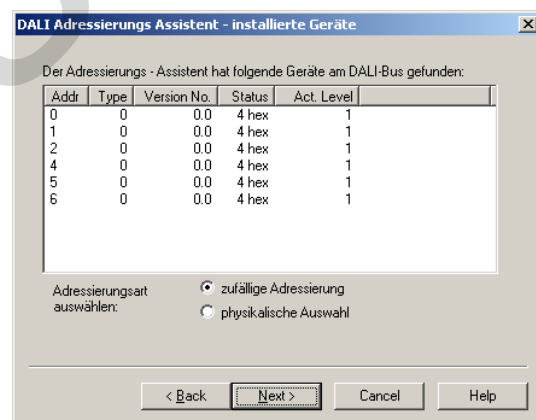 DALI Adressierungs Assistent - installierte Geräte
Der Adressierungs - Assistent hat folgende Geräte am DALI-Bus gefunden:
Addr Type Version No. Status Act. Level
0 0 0.0 4 hex 1
1 0 0.0 4 hex 1
2 0 0.0 4 hex 1
4 0 0.0 4 hex 1
5 0 0.0 4 hex 1
6 0 0.0 4 hex 1
Adressierungsart auswählen:
zufällige Adressierung
physikalische Auswahl
< Back Next > Cancel Help